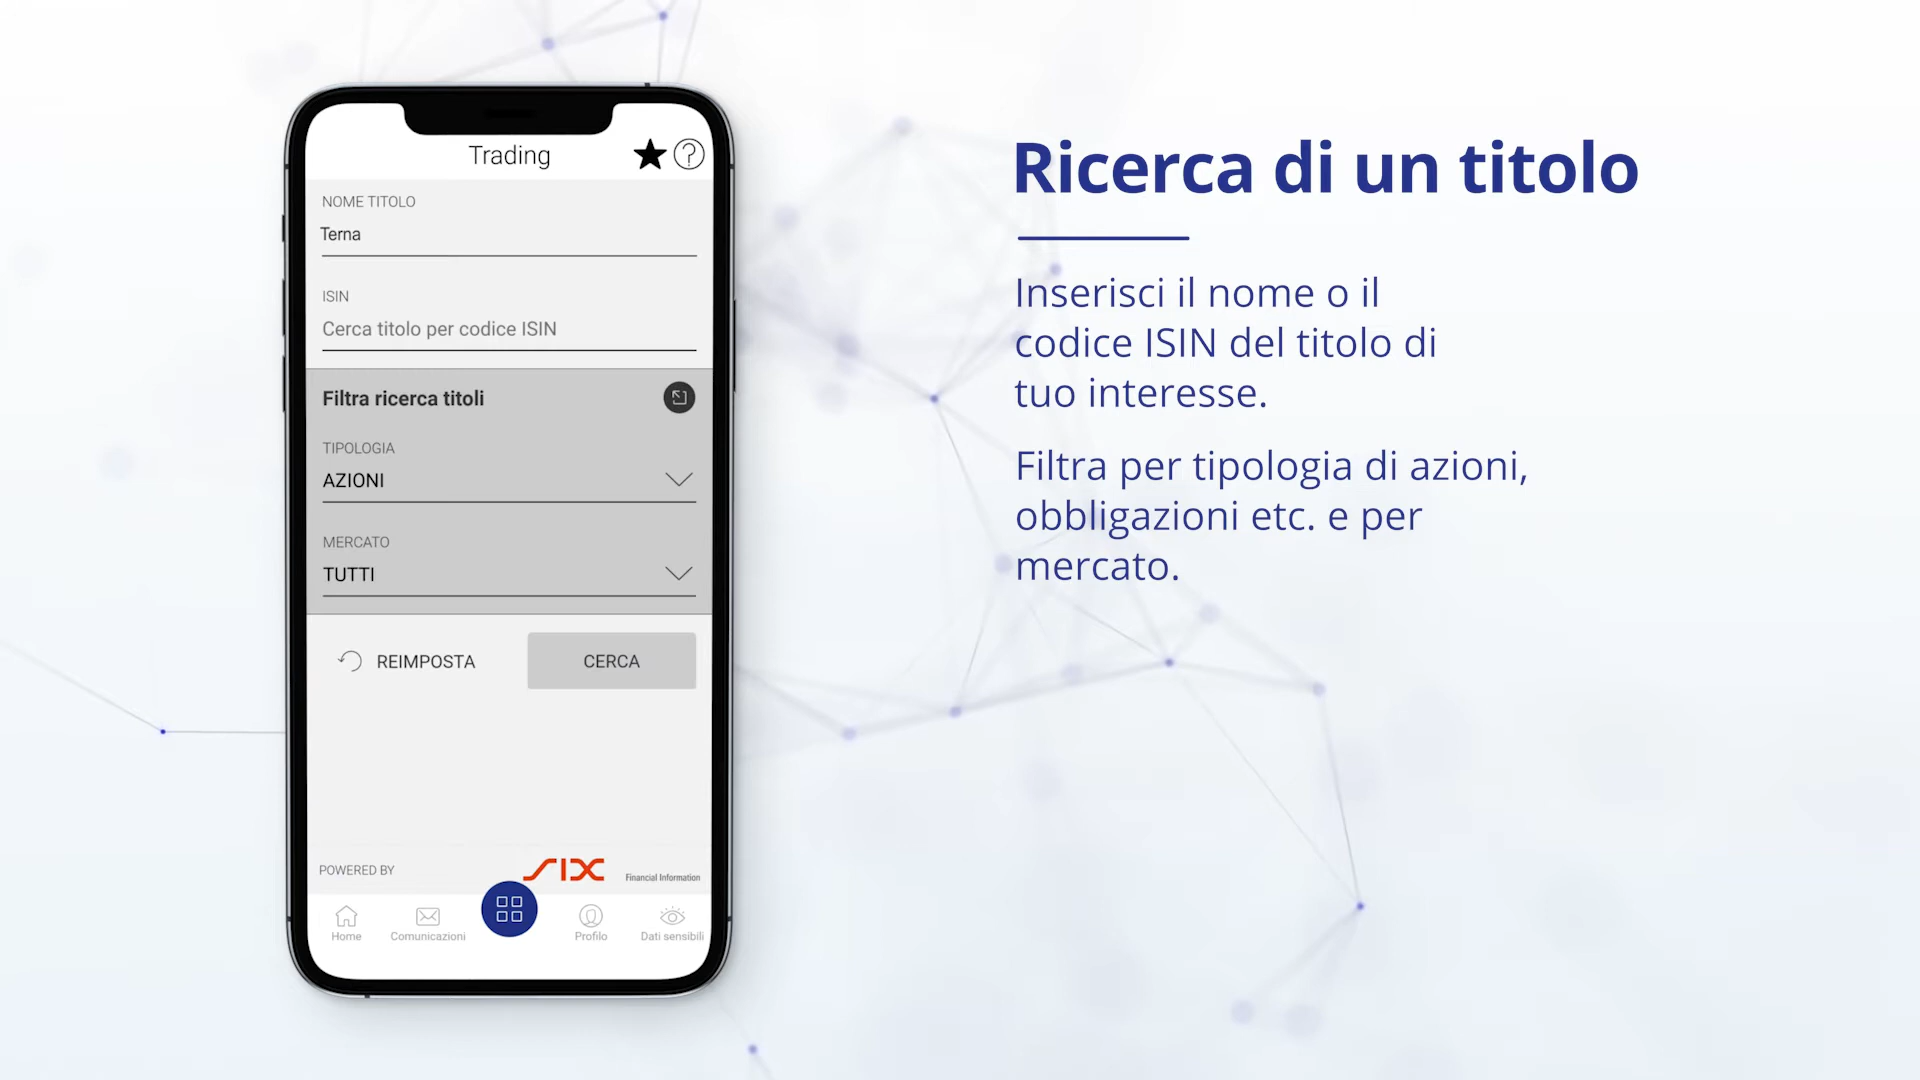 Trading
NOME TITOLO
Terna
ISIN
Cerca titolo per codice ISIN
Filtra ricerca titoli
TIPOLOGIA
AZIONI
MERCATO
TUTTI
REIMPOSTA
CERCA
POWERED BY
SIX
Financial Information
Home
Comunicazioni
Profilo
Dati sensibili
Ricerca di un titolo
Inserisci il nome o il
codice ISIN del titolo di
tuo interesse.
Filtra per tipologia di azioni,
obbligazioni etc. e per
mercato.